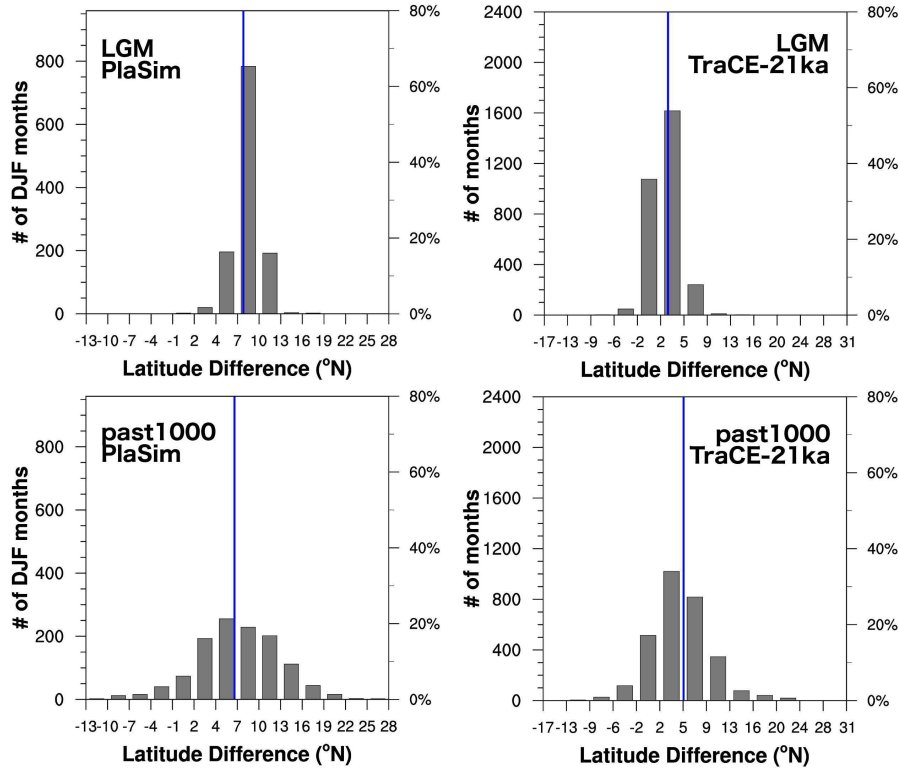 LGM
PlaSim
# of DJF months
800
600
400
200
0
80%
60%
40%
20%
0%
-13 -10 -7 -4 -1 2 4 7 10 13 16 19 22 25 28
Latitude Difference (°N)
LGM
TraCE-21ka
# of months
2400
2000
1600
1200
800
400
0
80%
60%
40%
20%
0%
-17 -13 -9 -6 -2 2 5 9 13 16 20 24 27 31
Latitude Difference (°N)
past1000
PlaSim
# of DJF months
800
600
400
200
0
80%
60%
40%
20%
0%
-13 -10 -7 -4 -1 2 4 7 10 13 16 19 22 25 28
Latitude Difference (°N)
past1000
TraCE-21ka
# of months
2400
2000
1600
1200
800
400
0
80%
60%
40%
20%
0%
-17 -13 -9 -6 -2 2 5 9 13 16 20 24 27 31
Latitude Difference (°N)